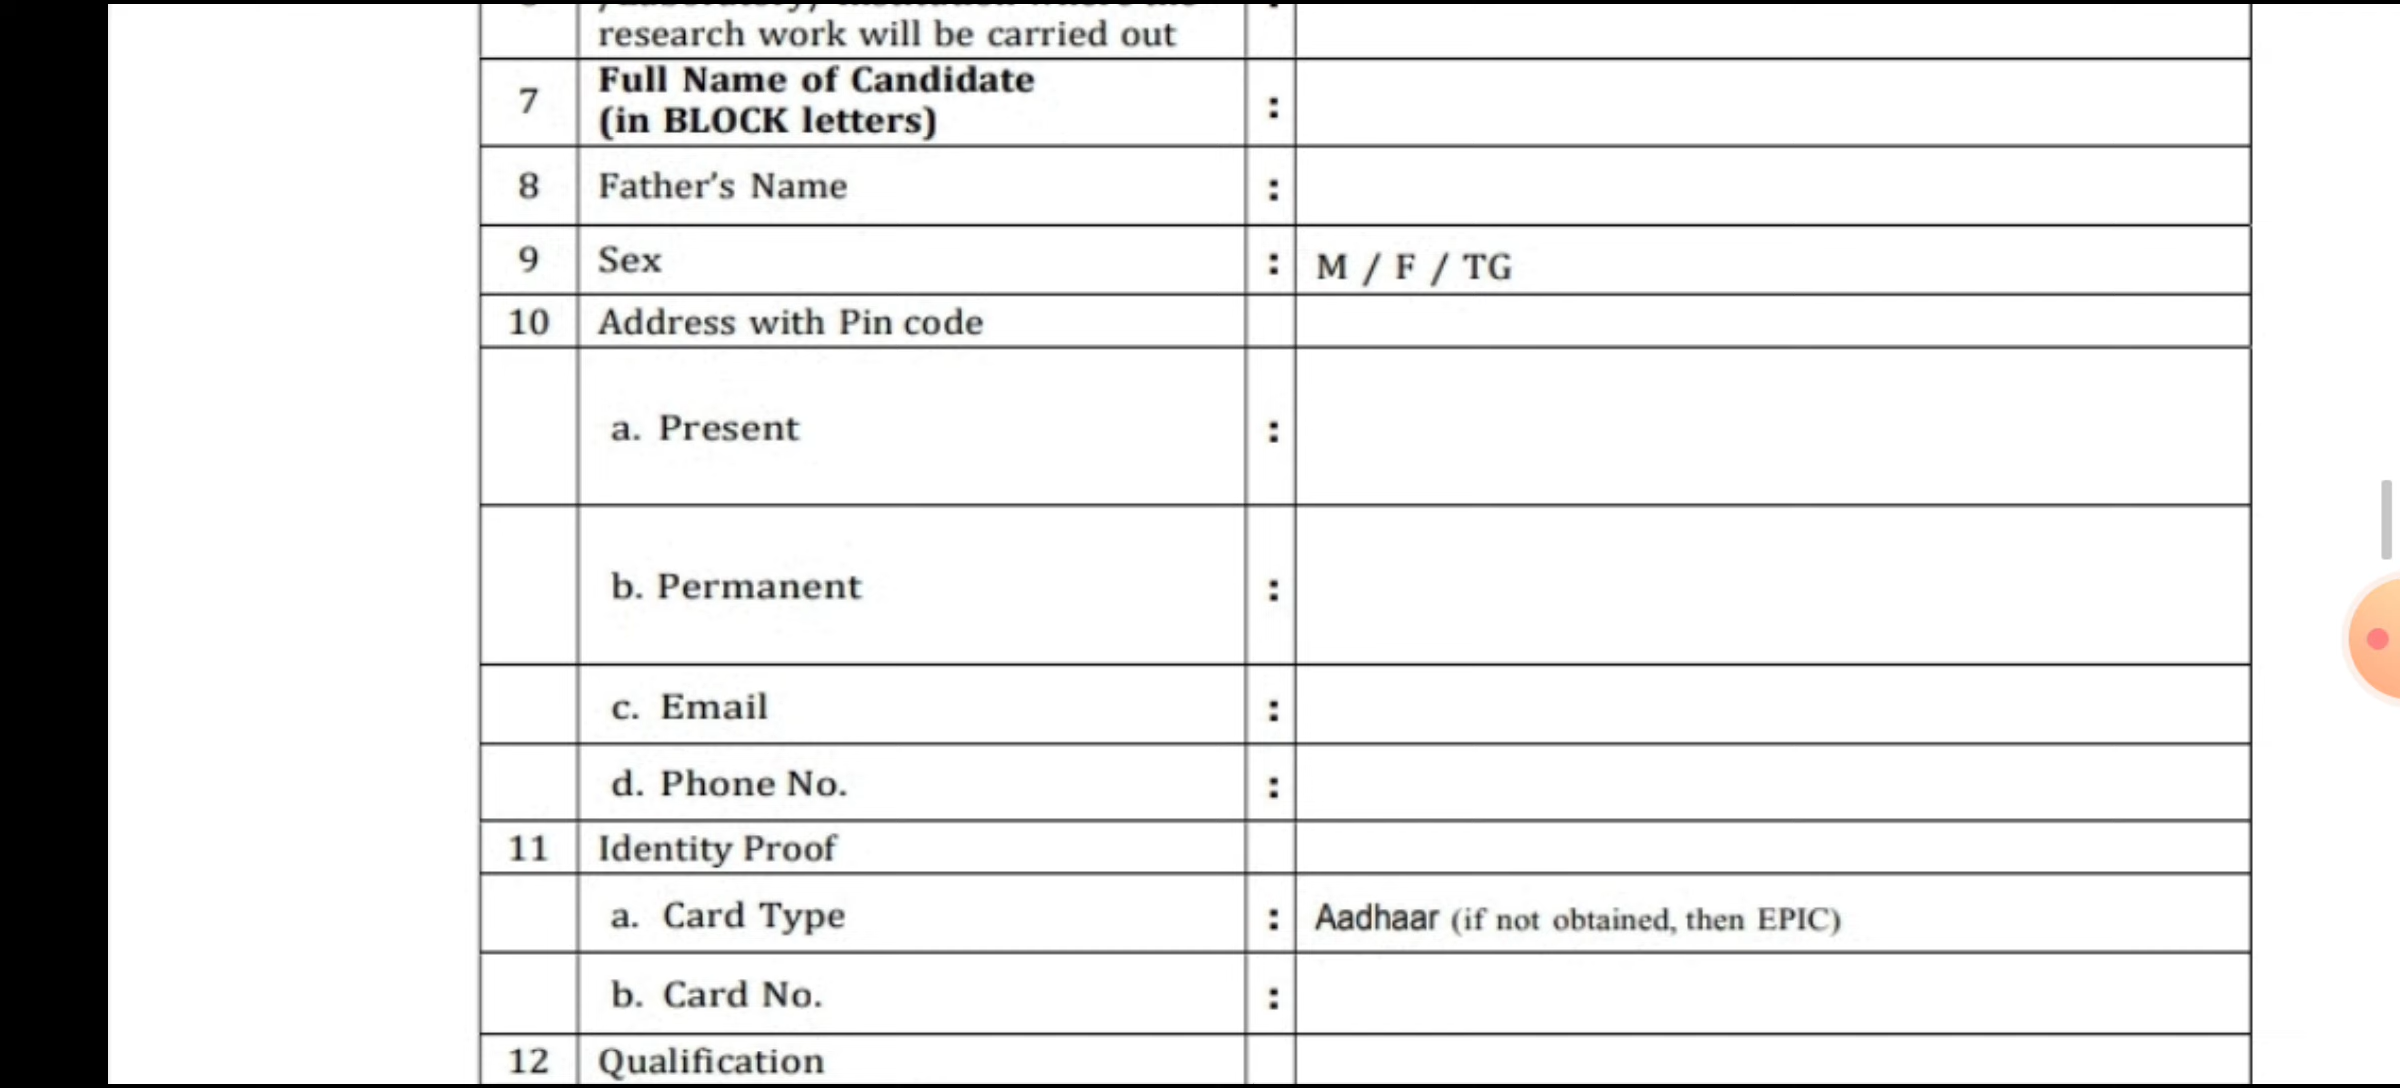 research work will be carried out
7 Full Name of Candidate
(in BLOCK letters) :
8 Father's Name :
9 Sex : M / F / TG
10 Address with Pin code
a. Present :
b. Permanent :
c. Email :
d. Phone No. :
11 Identity Proof
a. Card Type : Aadhaar (if not obtained, then EPIC)
b. Card No. :
12 Qualification